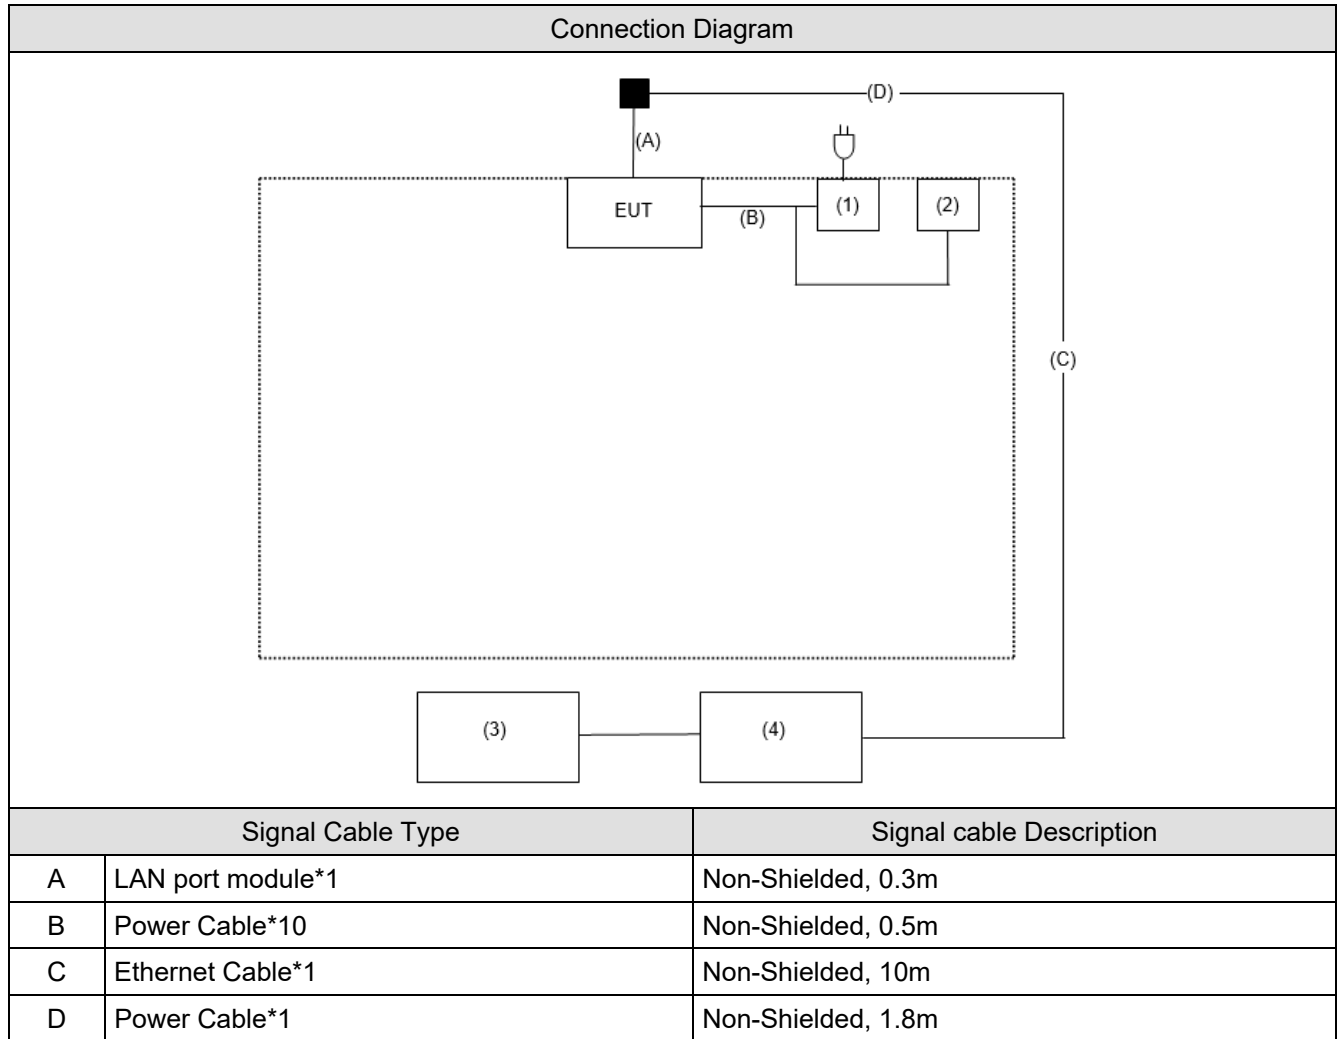 Connection Diagram
(D)
(A)
EUT
(B)
(1)
(2)
(C)
(3)
(4)
Signal Cable Type Signal cable Description
A LAN port module*1 Non-Shielded, 0.3m
B Power Cable*10 Non-Shielded, 0.5m
C Ethernet Cable*1 Non-Shielded, 10m
D Power Cable*1 Non-Shielded, 1.8m